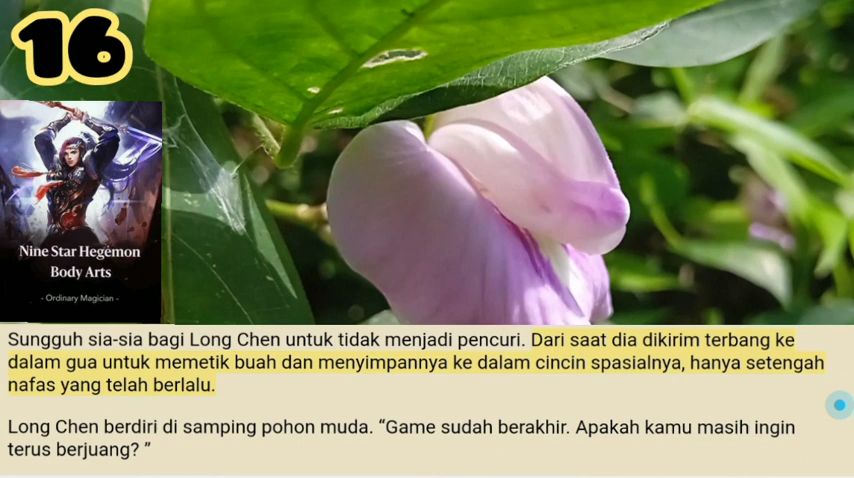 16
Nine Star Hegemon
Body Arts
- Ordinary Magician -
Sungguh sia-sia bagi Long Chen untuk tidak menjadi pencuri. Dari saat dia dikirim terbang ke
dalam gua untuk memetik buah dan menyimpannya ke dalam cincin spasialnya, hanya setengah
nafas yang telah berlalu.
Long Chen berdiri di samping pohon muda. “Game sudah berakhir. Apakah kamu masih ingin
terus berjuang? ”